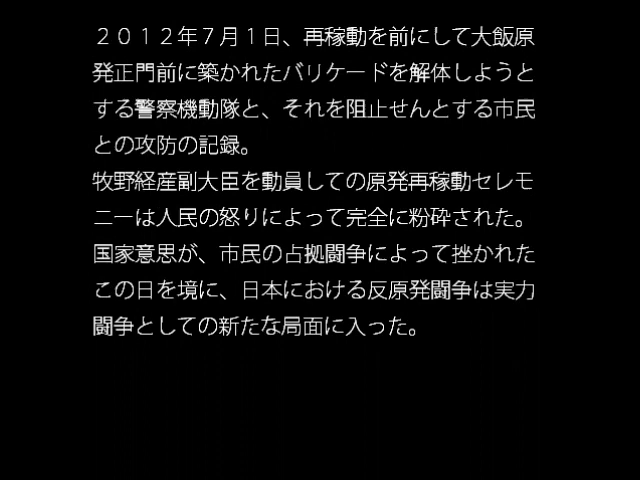 ２０１２年７月１日、再稼動を前にして大飯原
発正門前に築かれたバリケードを解体しようと
する警察機動隊と、それを阻止せんとする市民
との攻防の記録。
牧野経産副大臣を動員しての原発再稼動セレモ
ニーは人民の怒りによって完全に粉砕された。
国家意思が、市民の占拠闘争によって挫かれた
この日を境に、日本における反原発闘争は実力
闘争としての新たな局面に入った。